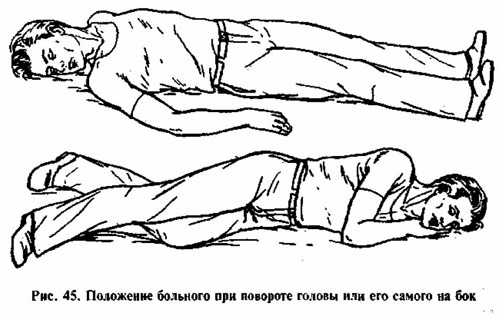 Рис. 45. Положение больного при повороте головы или его самого на бок